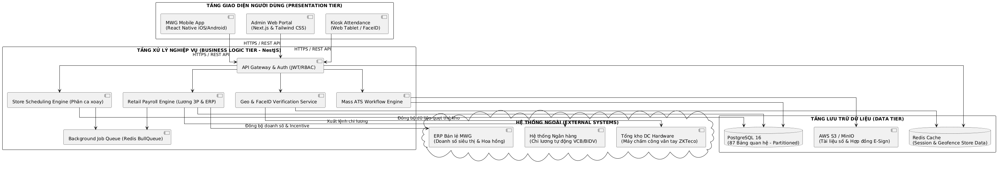 TẦNG GIAO DIỆN NGƯỜI DÙNG (PRESENTATION TIER)
MWG Mobile App
(React Native iOS/Android)
Admin Web Portal
(Next.js & Tailwind CSS)
Kiosk Attendance
(Web Tablet / FaceID)
HTTPS / REST API
HTTPS / REST API
HTTPS / REST API
TẦNG XỬ LÝ NGHIỆP VỤ (BUSINESS LOGIC TIER - NestJS)
API Gateway & Auth (JWT/RBAC)
Store Scheduling Engine (Phân ca xoay)
Retail Payroll Engine (Lương 3P & ERP)
Geo & FaceID Verification Service
Mass ATS Workflow Engine
Background Job Queue (Redis BullQueue)
Đồng bộ dữ liệu quẹt thẻ kho
Xuất lệnh chi lương
Đồng bộ doanh số & Incentive
HỆ THỐNG NGOÀI (EXTERNAL SYSTEMS)
ERP Bán lẻ MWG
(Doanh số siêu thị & Hoa hồng)
Hệ thống Ngân hàng
(Chi lương tự động VCB/BIDV)
Tổng kho DC Hardware
(Máy chấm công vân tay ZKTeco)
TẦNG LƯU TRỮ DỮ LIỆU (DATA TIER)
PostgreSQL 16
(87 Bảng quan hệ - Partitioned)
AWS S3 / MinIO
(Tài liệu số & Hợp đồng E-Sign)
Redis Cache
(Session & Geofence Store Data)